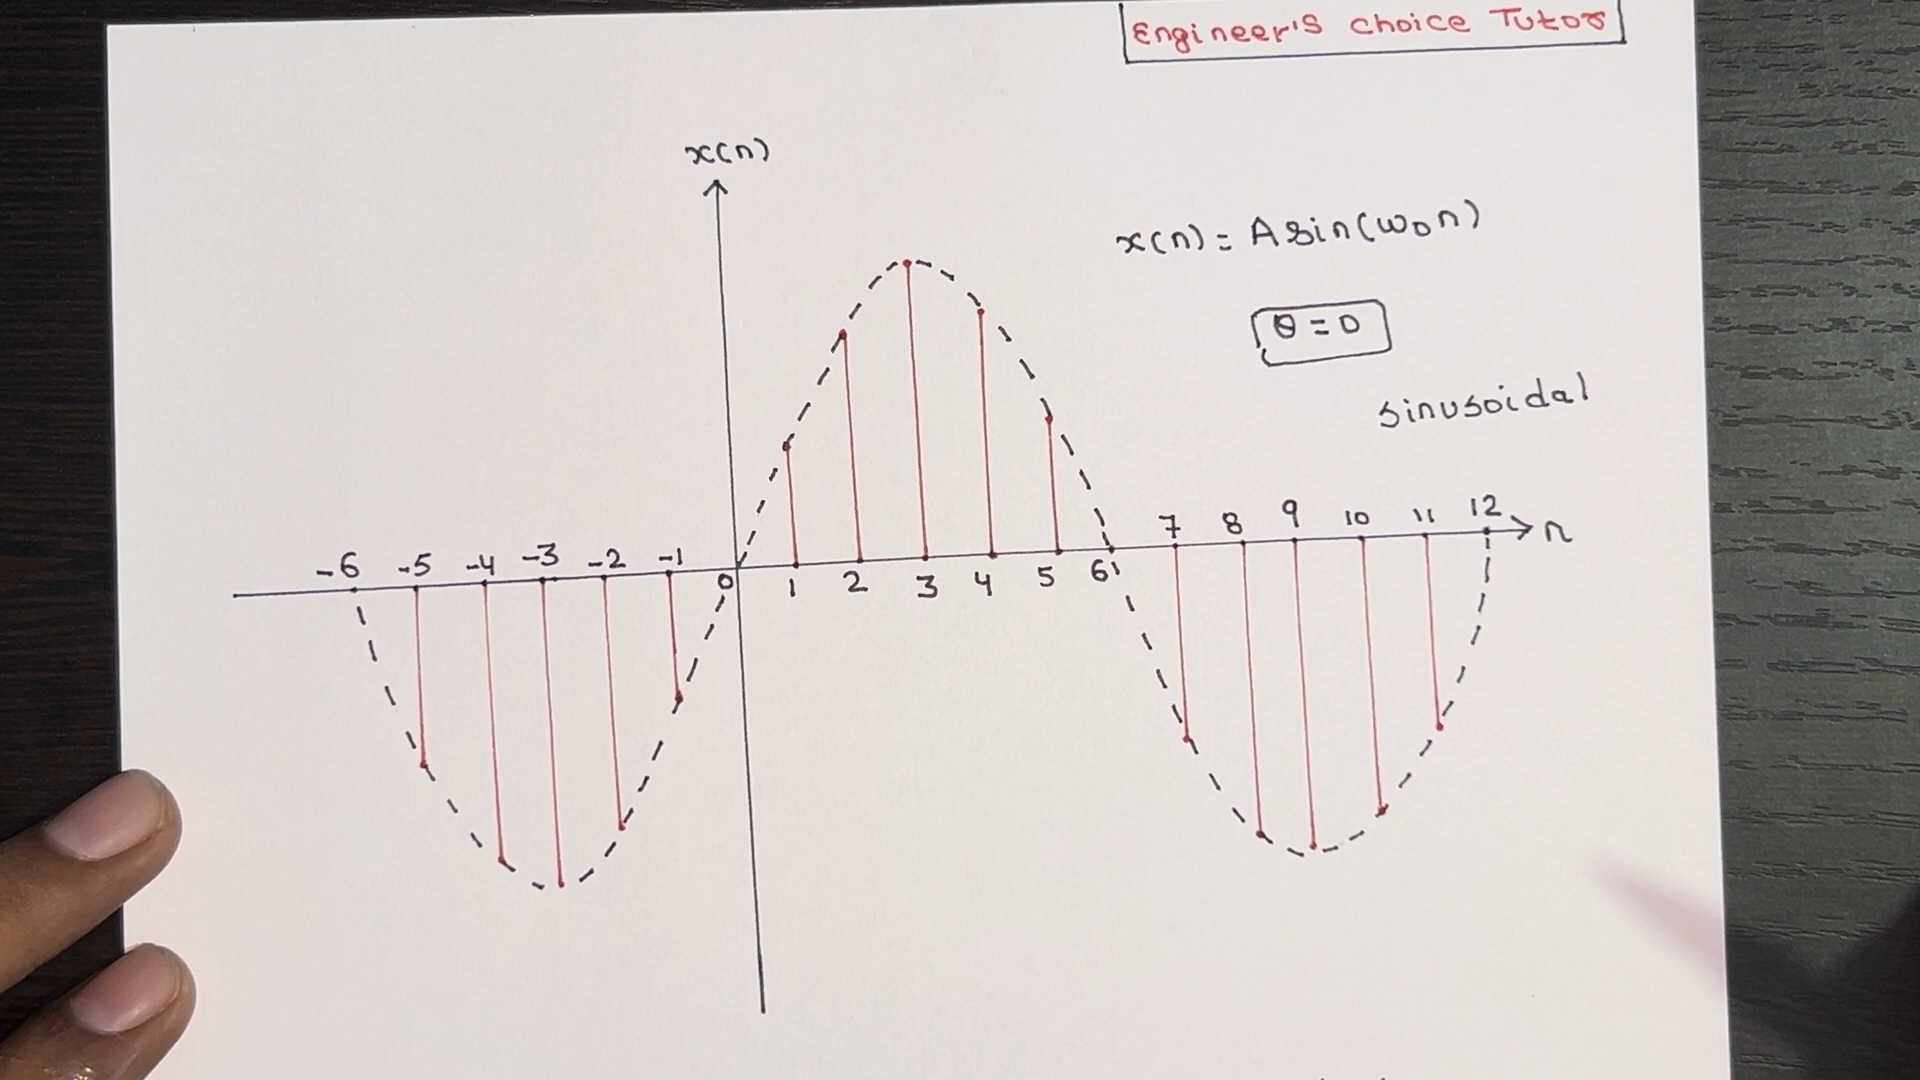 Engineer's choice Tutor
x(n)
x(n) = A sin(ω0n)
θ = 0
sinusoidal
-6 -5 -4 -3 -2 -1 0 1 2 3 4 5 6 7 8 9 10 11 12 n